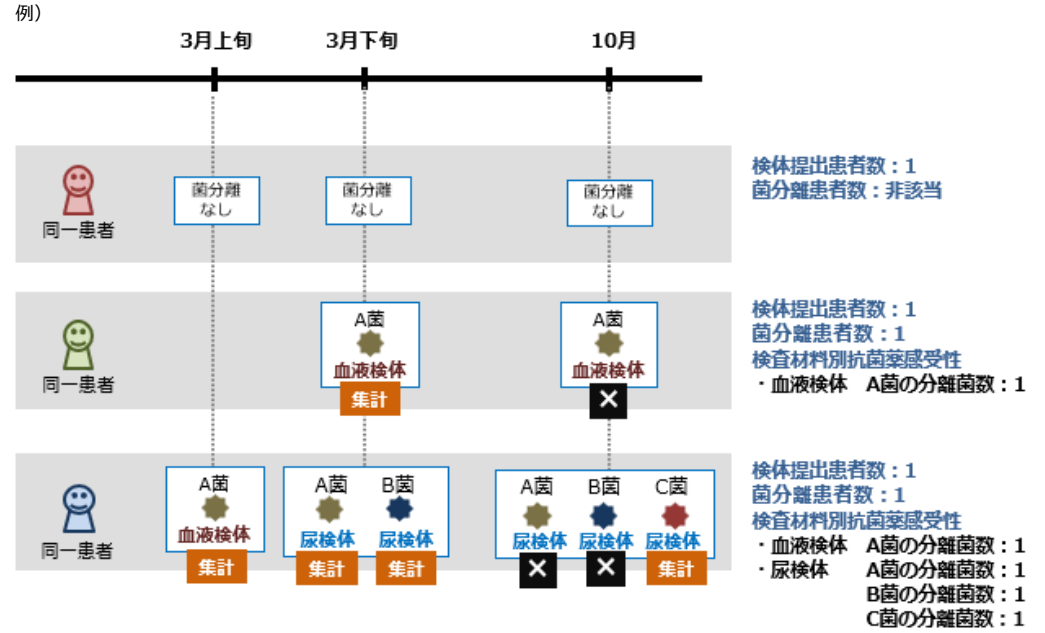 例）
3月上旬 3月下旬 10月
菌分離
なし
菌分離
なし
菌分離
なし
同一患者
検体提出患者数：1
菌分離患者数：非該当
A菌
血液検体
集計
A菌
血液検体
×
同一患者
検体提出患者数：1
菌分離患者数：1
検査材料別抗菌薬感受性
・血液検体 A菌の分離菌数：1
A菌
血液検体
集計
A菌 B菌
尿検体 尿検体
集計 集計
A菌 B菌 C菌
尿検体 尿検体 尿検体
× × 集計
同一患者
検体提出患者数：1
菌分離患者数：1
検査材料別抗菌薬感受性
・血液検体 A菌の分離菌数：1
・尿検体 A菌の分離菌数：1
B菌の分離菌数：1
C菌の分離菌数：1